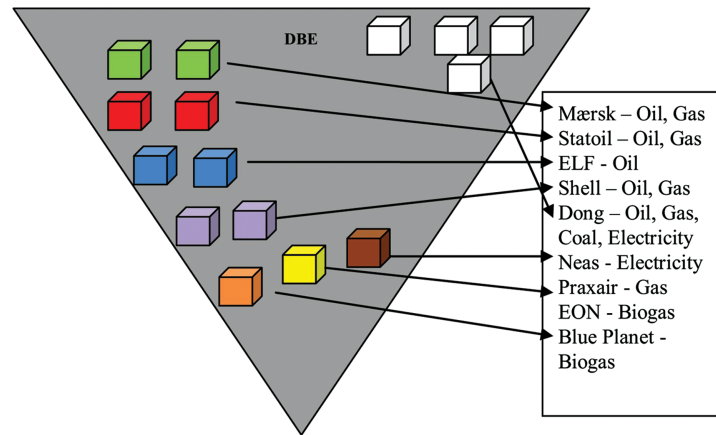 DBE
Mærsk – Oil, Gas
Statoil – Oil, Gas
ELF - Oil
Shell – Oil, Gas
Dong – Oil, Gas,
Coal, Electricity
Neas - Electricity
Praxair - Gas
EON - Biogas
Blue Planet -
Biogas